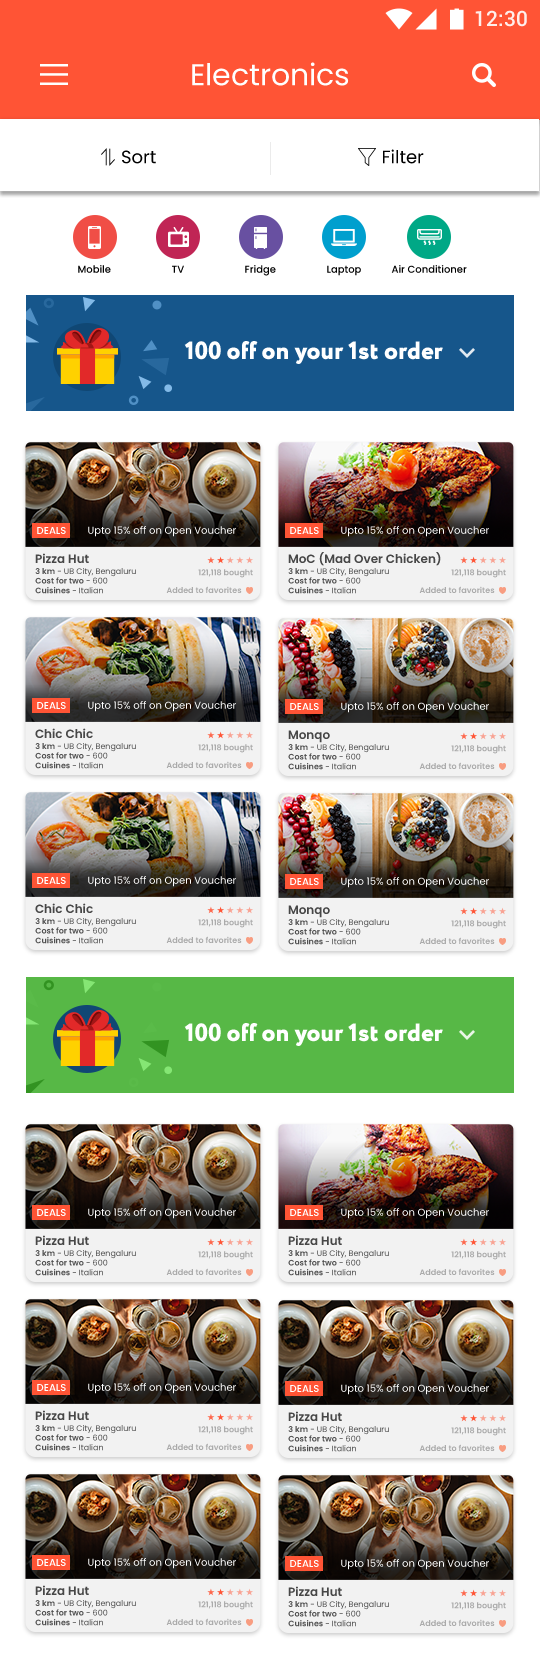 12:30
Electronics
Sort
Filter
Mobile
TV
Fridge
Laptop
Air Conditioner
100 off on your 1st order
DEALS Upto 15% off on Open Voucher
Pizza Hut
3 km - UB City, Bengaluru
121,118 bought
Cost for two - 600
Cuisines - Italian
Added to favorites
DEALS Upto 15% off on Open Voucher
MoC (Mad Over Chicken)
3 km - UB City, Bengaluru
121,118 bought
Cost for two - 600
Cuisines - Italian
Added to favorites
DEALS Upto 15% off on Open Voucher
Chic Chic
3 km - UB City, Bengaluru
121,118 bought
Cost for two - 600
Cuisines - Italian
Added to favorites
DEALS Upto 15% off on Open Voucher
Monqo
3 km - UB City, Bengaluru
121,118 bought
Cost for two - 600
Cuisines - Italian
Added to favorites
DEALS Upto 15% off on Open Voucher
Chic Chic
3 km - UB City, Bengaluru
121,118 bought
Cost for two - 600
Cuisines - Italian
Added to favorites
DEALS Upto 15% off on Open Voucher
Monqo
3 km - UB City, Bengaluru
121,118 bought
Cost for two - 600
Cuisines - Italian
Added to favorites
100 off on your 1st order
DEALS Upto 15% off on Open Voucher
Pizza Hut
3 km - UB City, Bengaluru
121,118 bought
Cost for two - 600
Cuisines - Italian
Added to favorites
DEALS Upto 15% off on Open Voucher
Pizza Hut
3 km - UB City, Bengaluru
121,118 bought
Cost for two - 600
Cuisines - Italian
Added to favorites
DEALS Upto 15% off on Open Voucher
Pizza Hut
3 km - UB City, Bengaluru
121,118 bought
Cost for two - 600
Cuisines - Italian
Added to favorites
DEALS Upto 15% off on Open Voucher
Pizza Hut
3 km - UB City, Bengaluru
121,118 bought
Cost for two - 600
Cuisines - Italian
Added to favorites
DEALS Upto 15% off on Open Voucher
Pizza Hut
3 km - UB City, Bengaluru
121,118 bought
Cost for two - 600
Cuisines - Italian
Added to favorites
DEALS Upto 15% off on Open Voucher
Pizza Hut
3 km - UB City, Bengaluru
121,118 bought
Cost for two - 600
Cuisines - Italian
Added to favorites